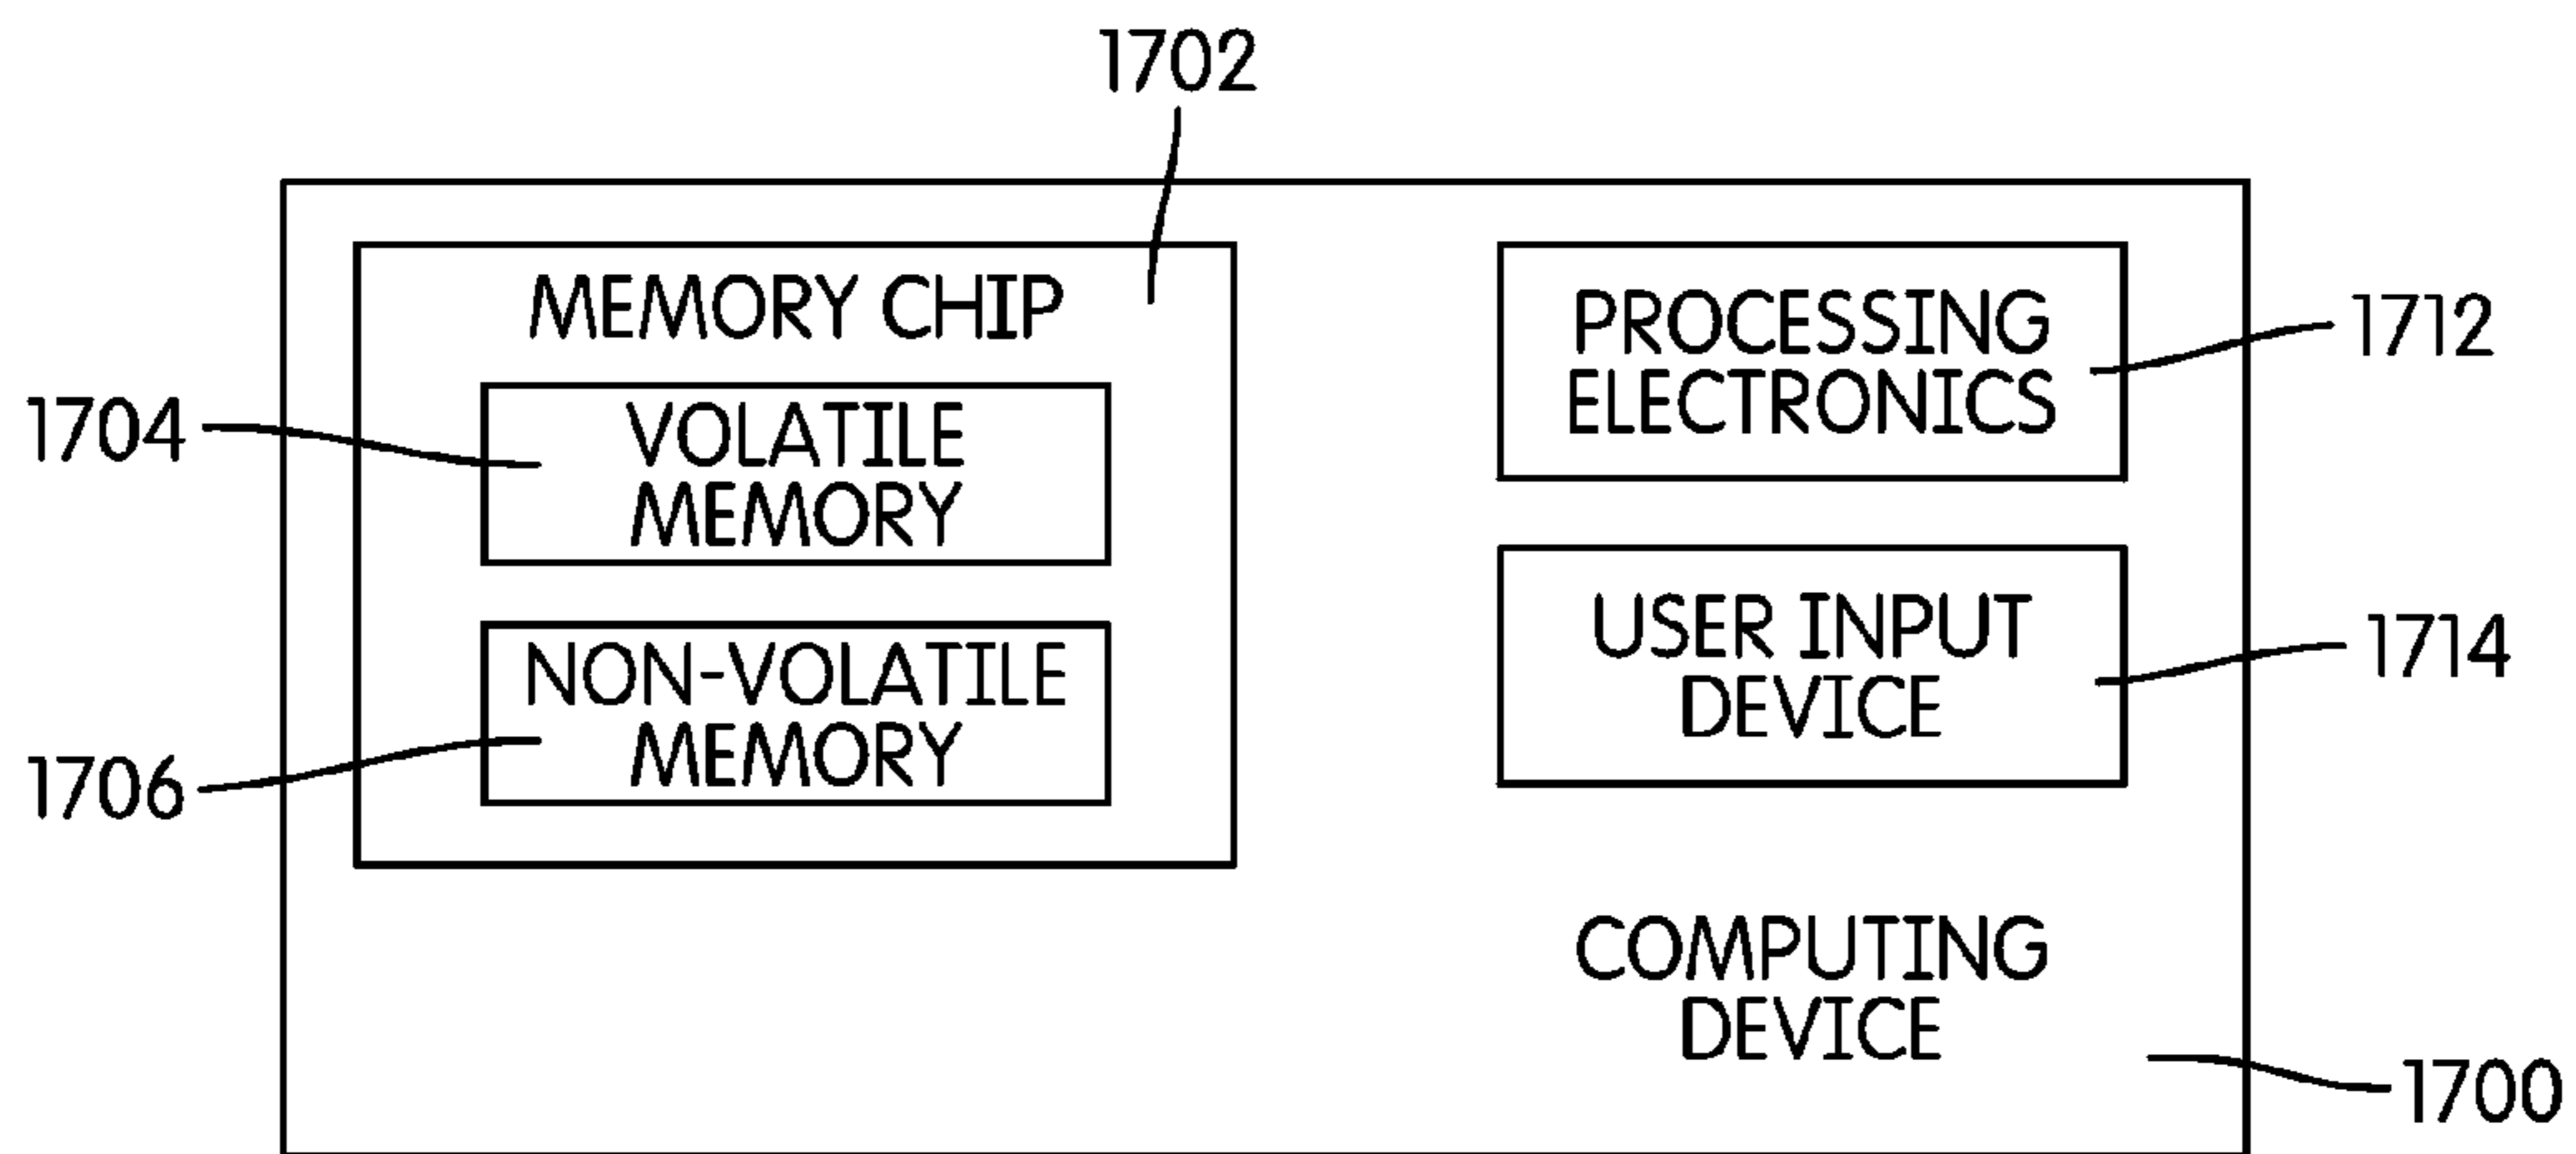 1702
MEMORY CHIP
1704
VOLATILE
MEMORY
NON-VOLATILE
MEMORY
1706
PROCESSING
ELECTRONICS
1712
USER INPUT
DEVICE
1714
COMPUTING
DEVICE
1700